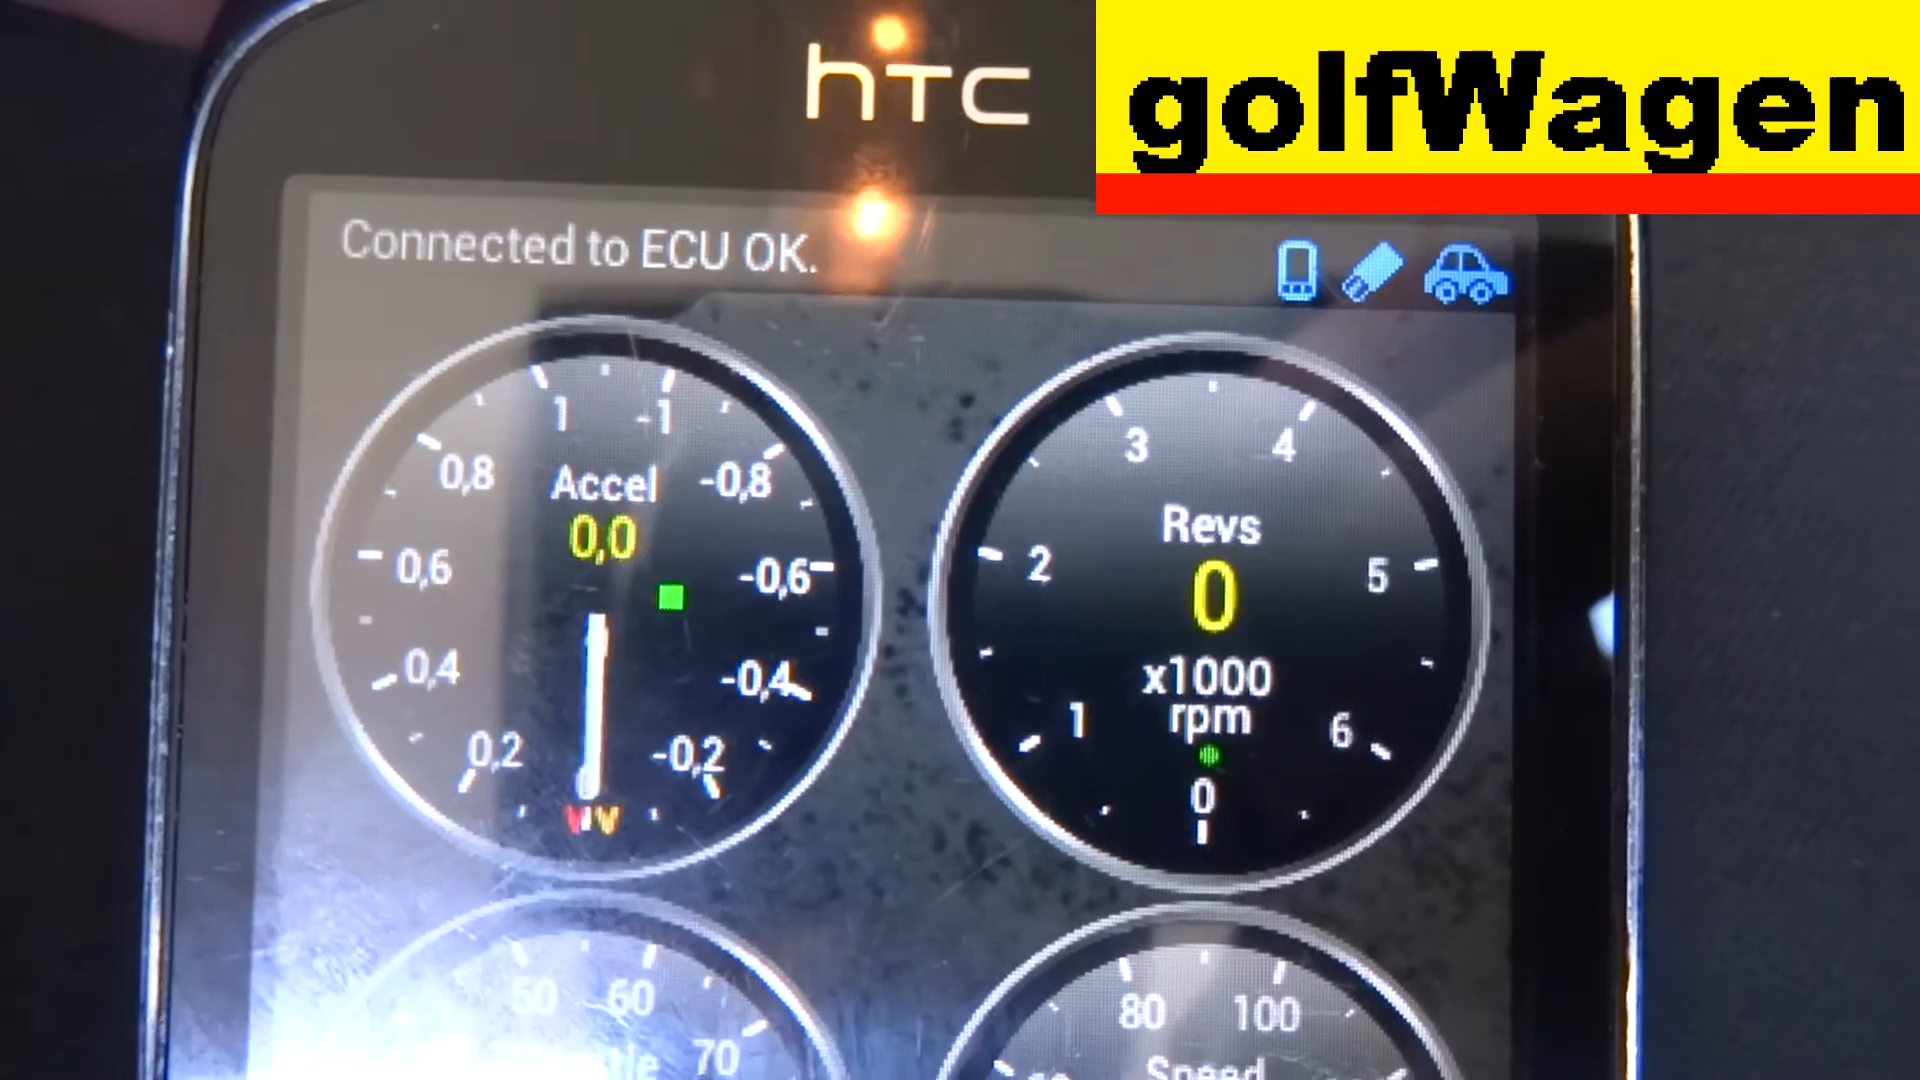 hTC
golfWagen
Connected to ECU OK.
1 -1
0,8 Accel -0,8
0,0
0,6 -0,6
0,4 -0,4
0,2 -0,2
3 4
Revs
2 0 5
x1000
rpm
1 6
0
50 60
70
80 100
Speed